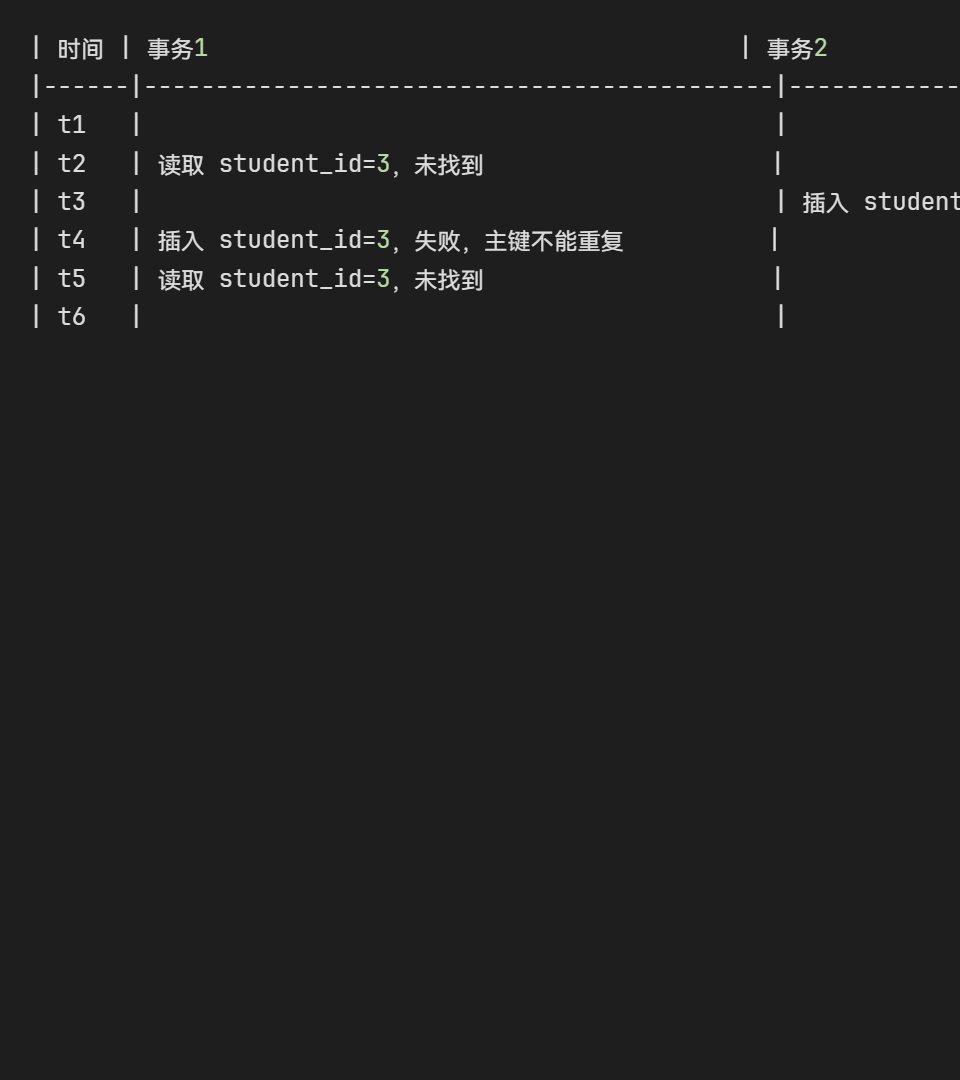 | 时间 | 事务1 | 事务2
|------|--------------------------------------------|------------
| t1 | |
| t2 | 读取 student_id=3，未找到 |
| t3 | | 插入 student
| t4 | 插入 student_id=3，失败，主键不能重复 |
| t5 | 读取 student_id=3，未找到 |
| t6 | |